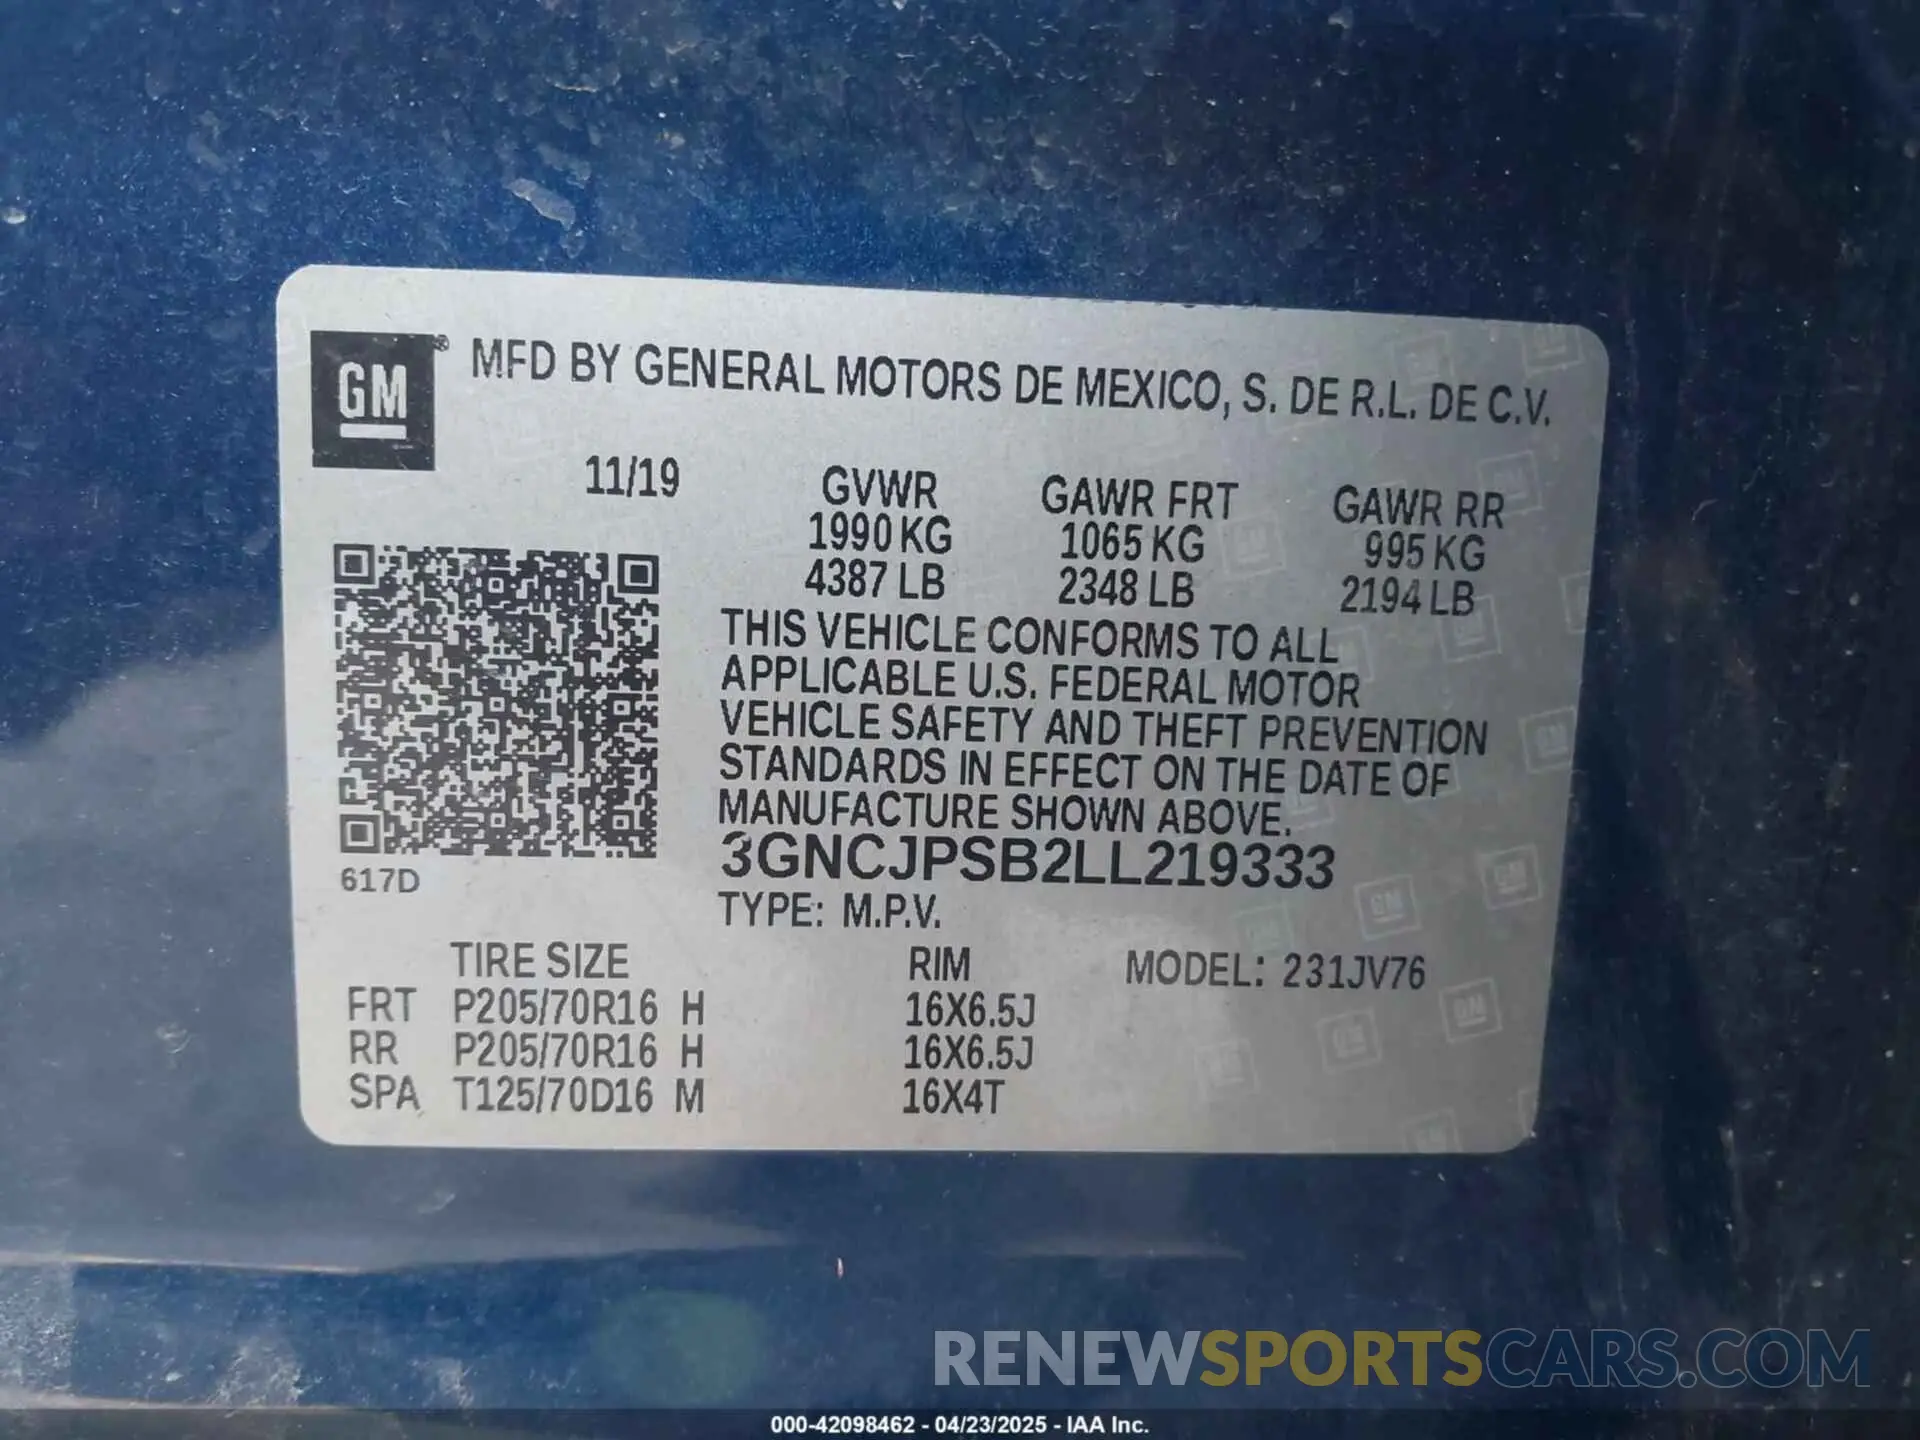 GM
MFD BY GENERAL MOTORS DE MEXICO, S. DE R.L. DE C.V.
11/19
GVWR GAWR FRT GAWR RR
1990 KG 1065 KG 995 KG
4387 LB 2348 LB 2194 LB
THIS VEHICLE CONFORMS TO ALL
APPLICABLE U.S. FEDERAL MOTOR
VEHICLE SAFETY AND THEFT PREVENTION
STANDARDS IN EFFECT ON THE DATE OF
MANUFACTURE SHOWN ABOVE.
3GNCJPSB2LL219333
617D
TYPE: M.P.V.
TIRE SIZE RIM MODEL: 231JV76
FRT P205/70R16 H 16X6.5J
RR P205/70R16 H 16X6.5J
SPA T125/70D16 M 16X4T
RENEWSPORTSCARS.COM
000-42098462 - 04/23/2025 - IAA Inc.